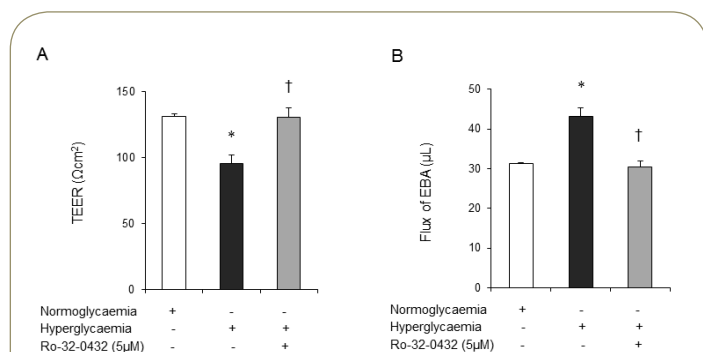 A
TEER (Ωcm²)
150
†
100
*
50
0
Normoglycaemia + - -
Hyperglycaemia - + +
Ro-32-0432 (5µM) - - +
B
Flux of EBA (µL)
50
*
40
†
30
20
10
0
Normoglycaemia + - -
Hyperglycaemia - + +
Ro-32-0432 (5µM) - - +